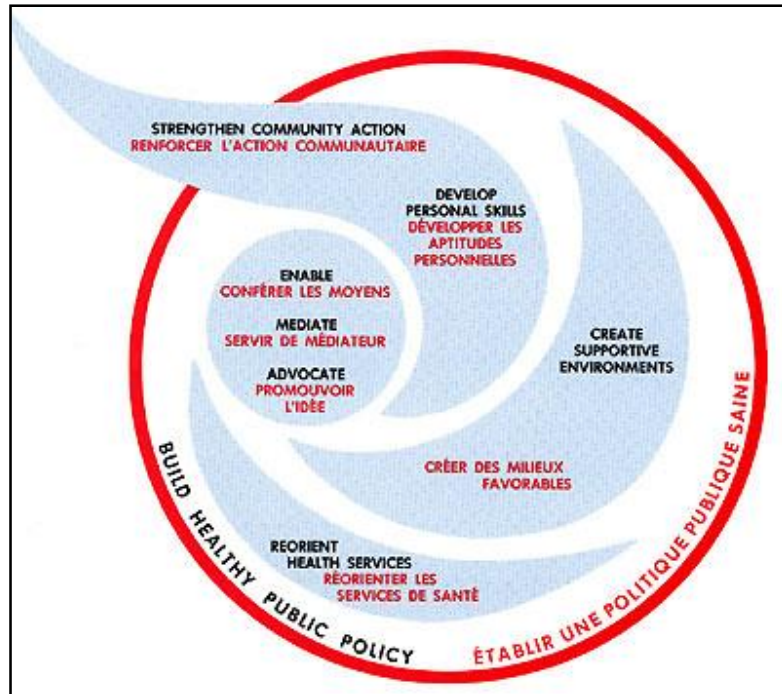 STRENGTHEN COMMUNITY ACTION
RENFORCER L'ACTION COMMUNAUTAIRE
DEVELOP
PERSONAL SKILLS
DÉVELOPPER LES
APTITUDES
PERSONNELLES
ENABLE
CONFÉRER LES MOYENS
MEDIATE
SERVIR DE MÉDIATEUR
ADVOCATE
PROMOUVOIR
L'IDÈE
CREATE
SUPPORTIVE
ENVIRONMENTS
CRÉER DES MILIEUX
FAVORABLES
REORIENT
HEALTH SERVICES
RÉORIENTER LES
SERVICES DE SANTÉ
BUILD HEALTHY PUBLIC POLICY
ÉTABLIR UNE POLITIQUE PUBLIQUE SAINE